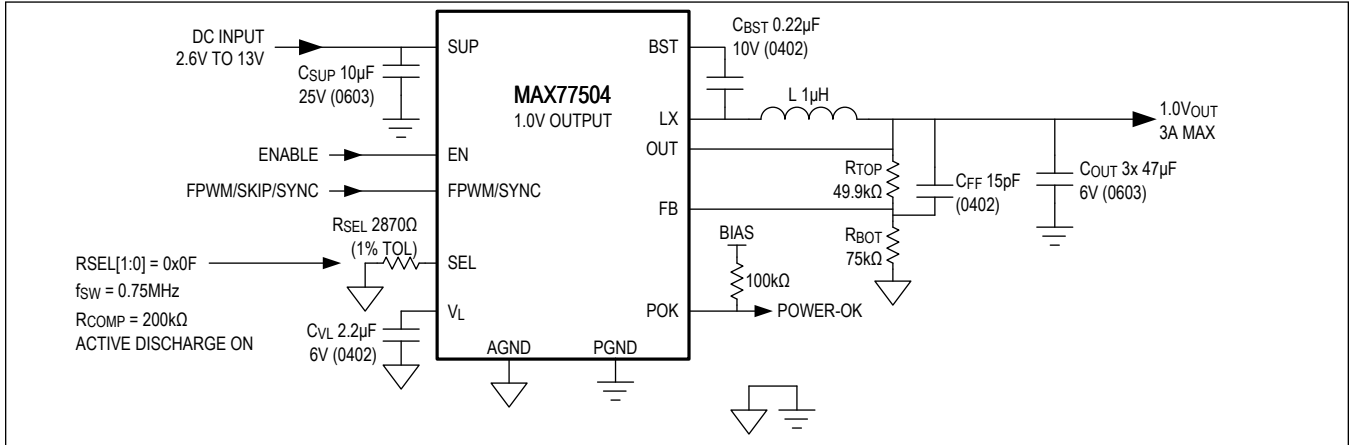 DC INPUT
2.6V TO 13V
CSUP 10µF
25V (0603)
SUP
BST
CBST 0.22µF
10V (0402)
MAX77504
1.0V OUTPUT
LX
L 1µH
1.0VOUT
3A MAX
OUT
ENABLE
EN
RTOP
49.9kΩ
CFF 15pF
(0402)
COUT 3x 47µF
6V (0603)
FPWM/SKIP/SYNC
FPWM/SYNC
FB
RSEL 2870Ω
(1% TOL)
BIAS
RBOT
75kΩ
RSEL[1:0] = 0x0F
fSW = 0.75MHz
RCOMP = 200kΩ
ACTIVE DISCHARGE ON
SEL
100kΩ
VL
POK
POWER-OK
CVL 2.2µF
6V (0402)
AGND
PGND